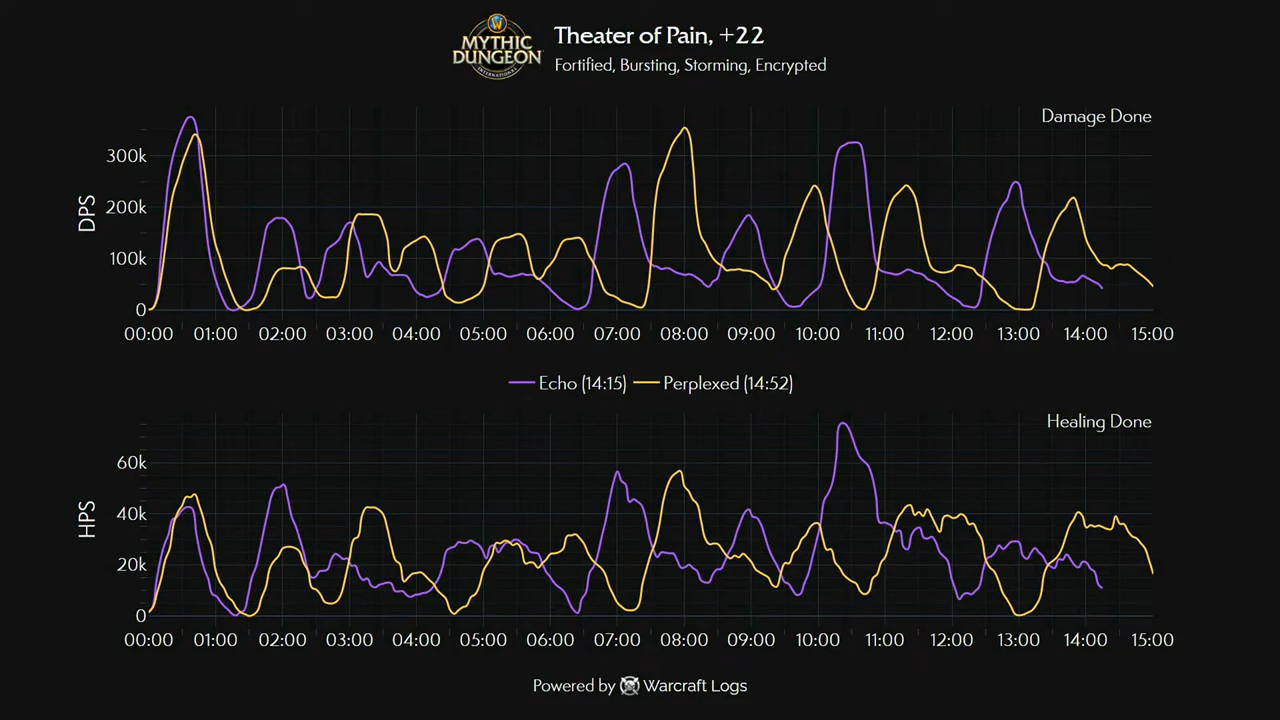 MYTHIC
DUNGEON
INTERNATIONAL
Theater of Pain, +22
Fortified, Bursting, Storming, Encrypted
Damage Done
DPS
300k
200k
100k
0
00:00 01:00 02:00 03:00 04:00 05:00 06:00 07:00 08:00 09:00 10:00 11:00 12:00 13:00 14:00 15:00
Echo (14:15) Perplexed (14:52)
Healing Done
HPS
60k
40k
20k
0
00:00 01:00 02:00 03:00 04:00 05:00 06:00 07:00 08:00 09:00 10:00 11:00 12:00 13:00 14:00 15:00
Powered by Warcraft Logs